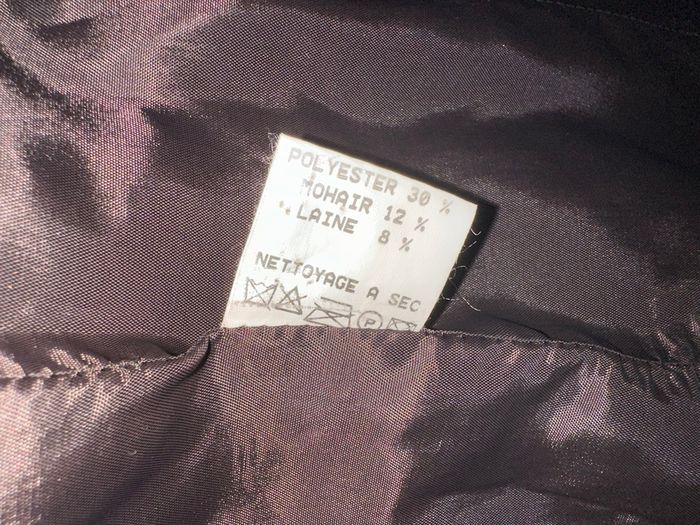 POLYESTER 30 %
MOHAIR 12 %
LAINE 8 %
NETTOYAGE A SEC
P